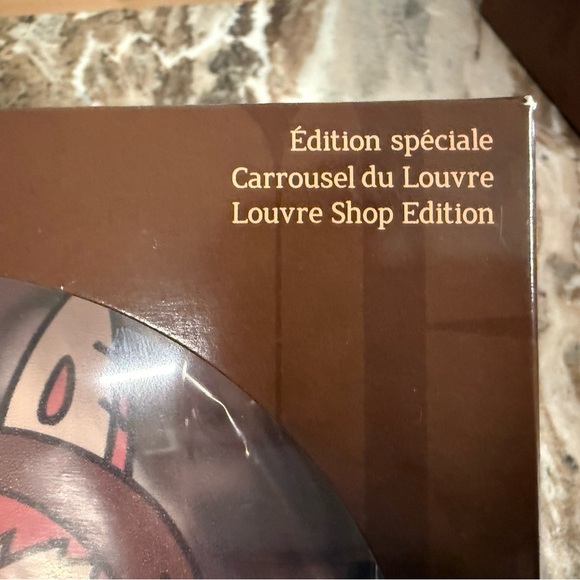 Édition spéciale
Carrousel du Louvre
Louvre Shop Edition